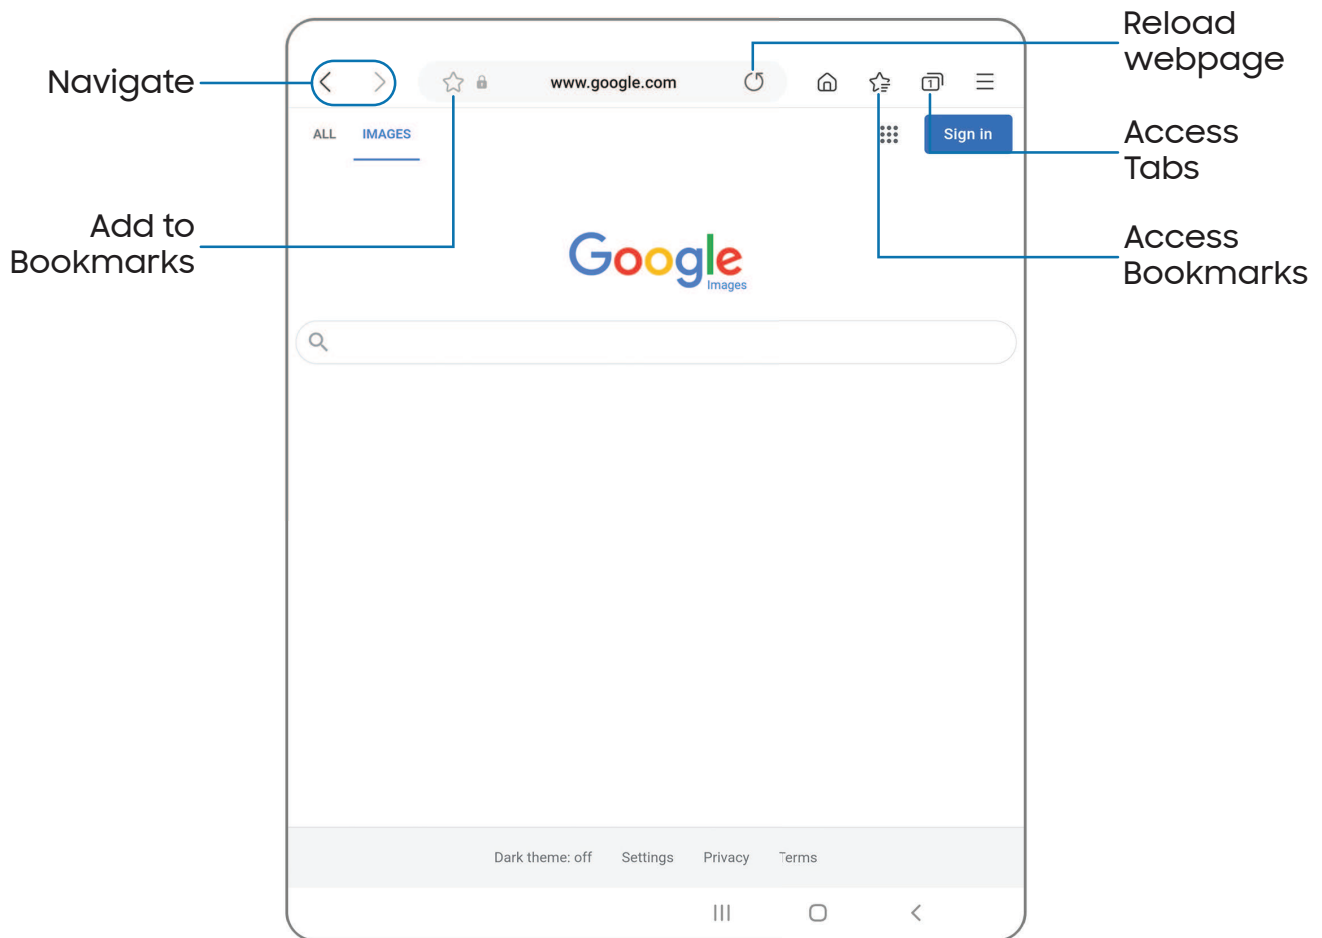 Reload
webpage
Navigate
www.google.com
1
ALL IMAGES
Sign in
Access
Tabs
Add to
Bookmarks
Access
Bookmarks
Google
Images
Dark theme: off Settings Privacy Terms